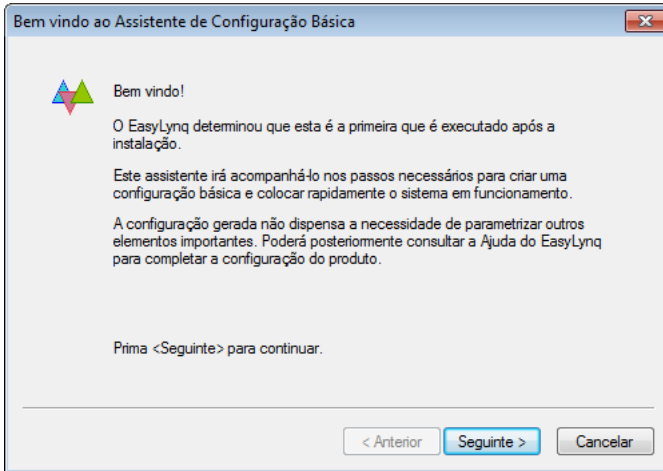 Bem vindo ao Assistente de Configuração Básica
Bem vindo!
O EasyLynq determinou que esta é a primeira que é executado após a
instalação.
Este assistente irá acompanhá-lo nos passos necessários para criar uma
configuração básica e colocar rapidamente o sistema em funcionamento.
A configuração gerada não dispensa a necessidade de parametrizar outros
elementos importantes. Poderá posteriormente consultar a Ajuda do EasyLynq
para completar a configuração do produto.
Prima <Seguinte> para continuar.
< Anterior
Seguinte >
Cancelar